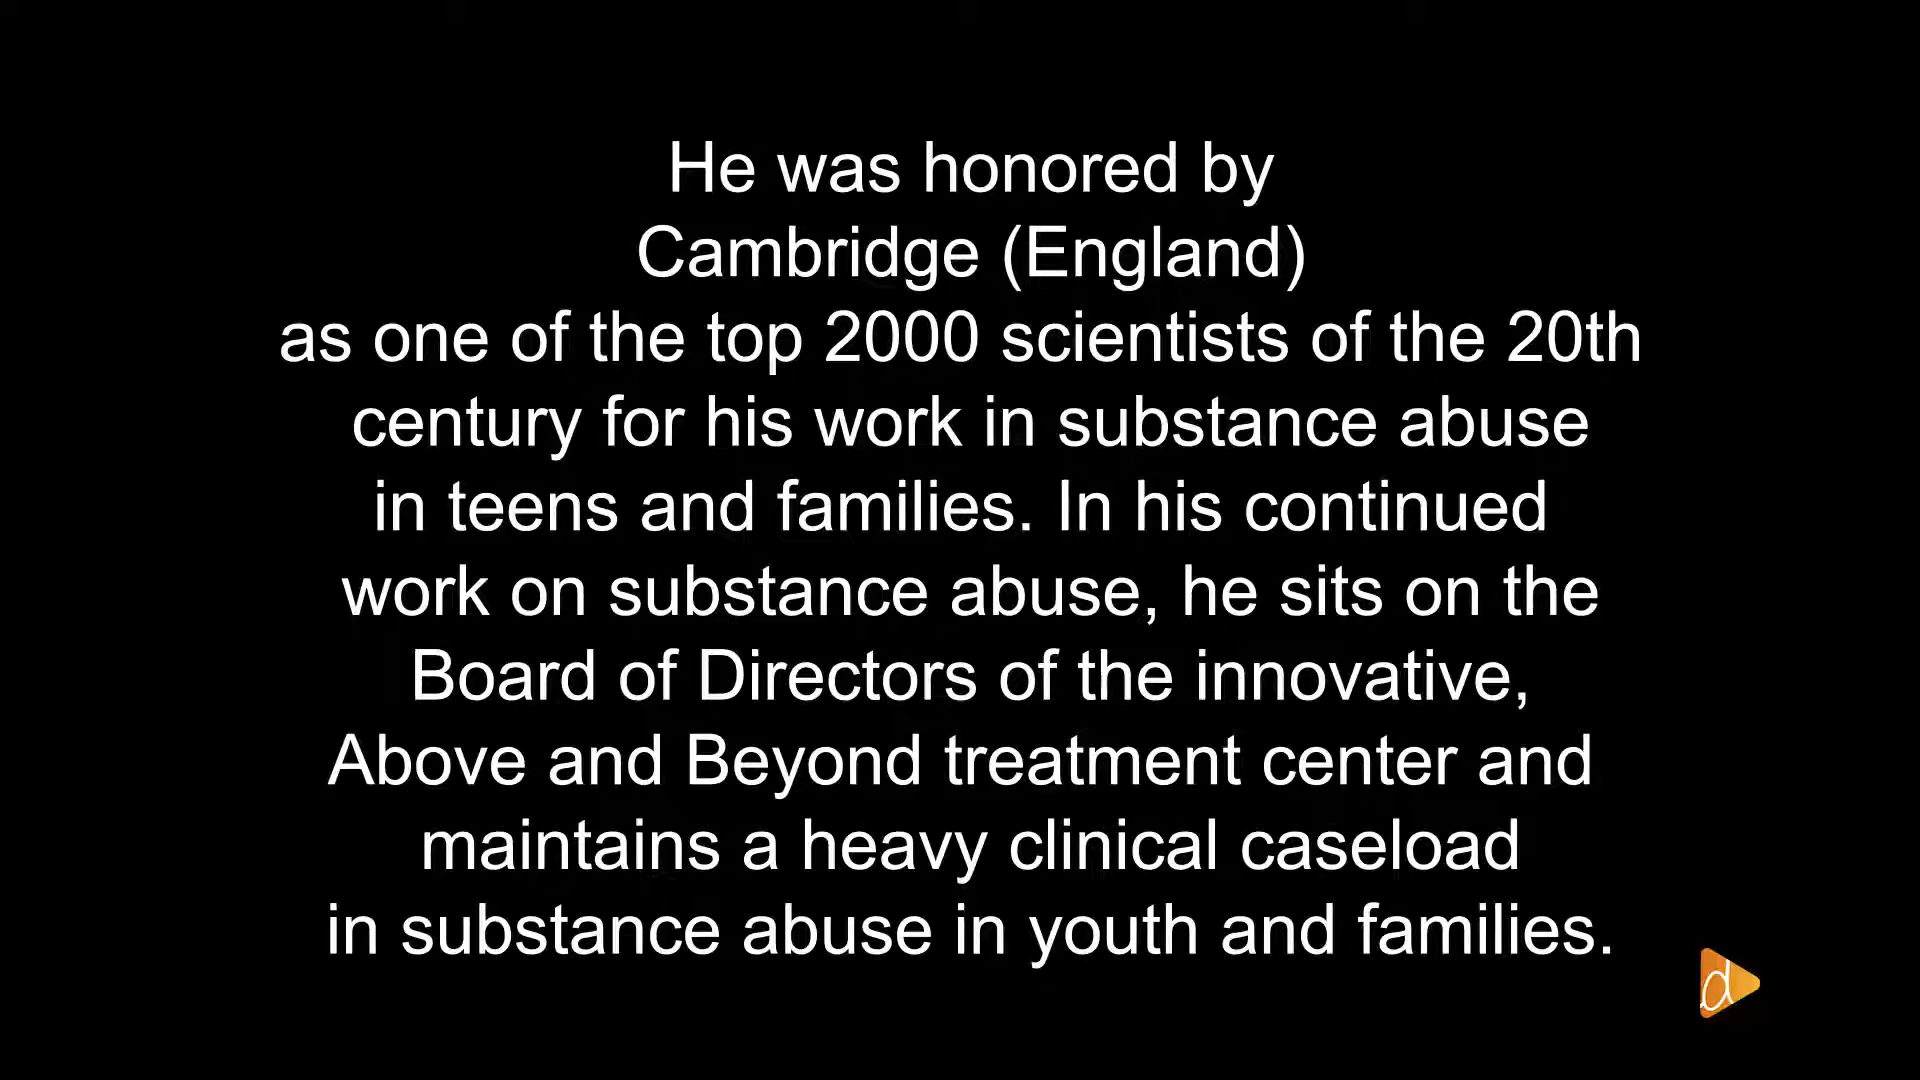 He was honored by
Cambridge (England)
as one of the top 2000 scientists of the 20th
century for his work in substance abuse
in teens and families. In his continued
work on substance abuse, he sits on the
Board of Directors of the innovative,
Above and Beyond treatment center and
maintains a heavy clinical caseload
in substance abuse in youth and families.
d